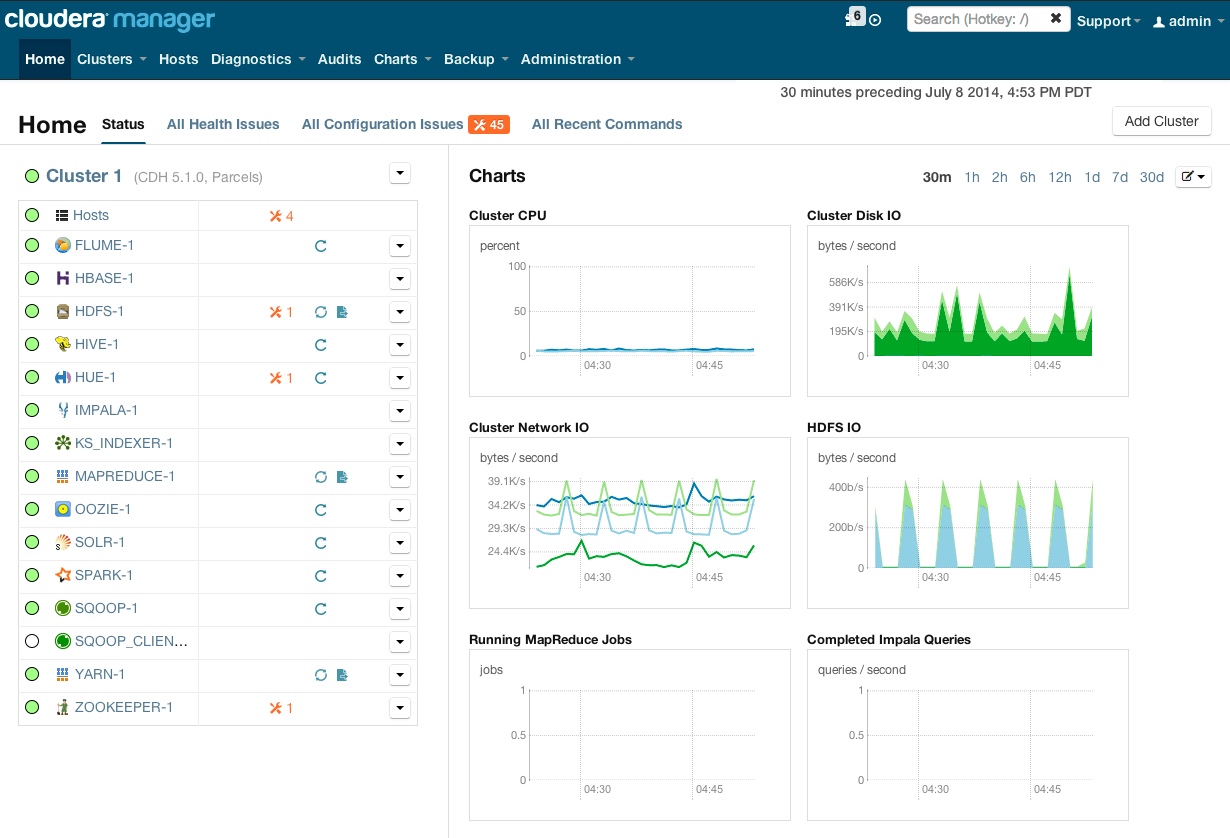 cloudera manager
6
Search (Hotkey: /)
Support
admin
Home Clusters Hosts Diagnostics Audits Charts Backup Administration
30 minutes preceding July 8 2014, 4:53 PM PDT
Home Status All Health Issues All Configuration Issues 45 All Recent Commands
Add Cluster
Cluster 1 (CDH 5.1.0, Parcels)
Hosts 4
FLUME-1
HBASE-1
HDFS-1 1
HIVE-1
HUE-1 1
IMPALA-1
KS_INDEXER-1
MAPREDUCE-1
OOZIE-1
SOLR-1
SPARK-1
SQOOP-1
SQOOP_CLIEN...
YARN-1
ZOOKEEPER-1 1
Charts
30m 1h 2h 6h 12h 1d 7d 30d
Cluster CPU
percent
100
50
0
04:30 04:45
Cluster Disk IO
bytes / second
586K/s
391K/s
195K/s
0
04:30 04:45
Cluster Network IO
bytes / second
39.1K/s
34.2K/s
29.3K/s
24.4K/s
04:30 04:45
HDFS IO
bytes / second
400b/s
200b/s
0
04:30 04:45
Running MapReduce Jobs
jobs
1
0.5
0
04:30 04:45
Completed Impala Queries
queries / second
1
0.5
0
04:30 04:45